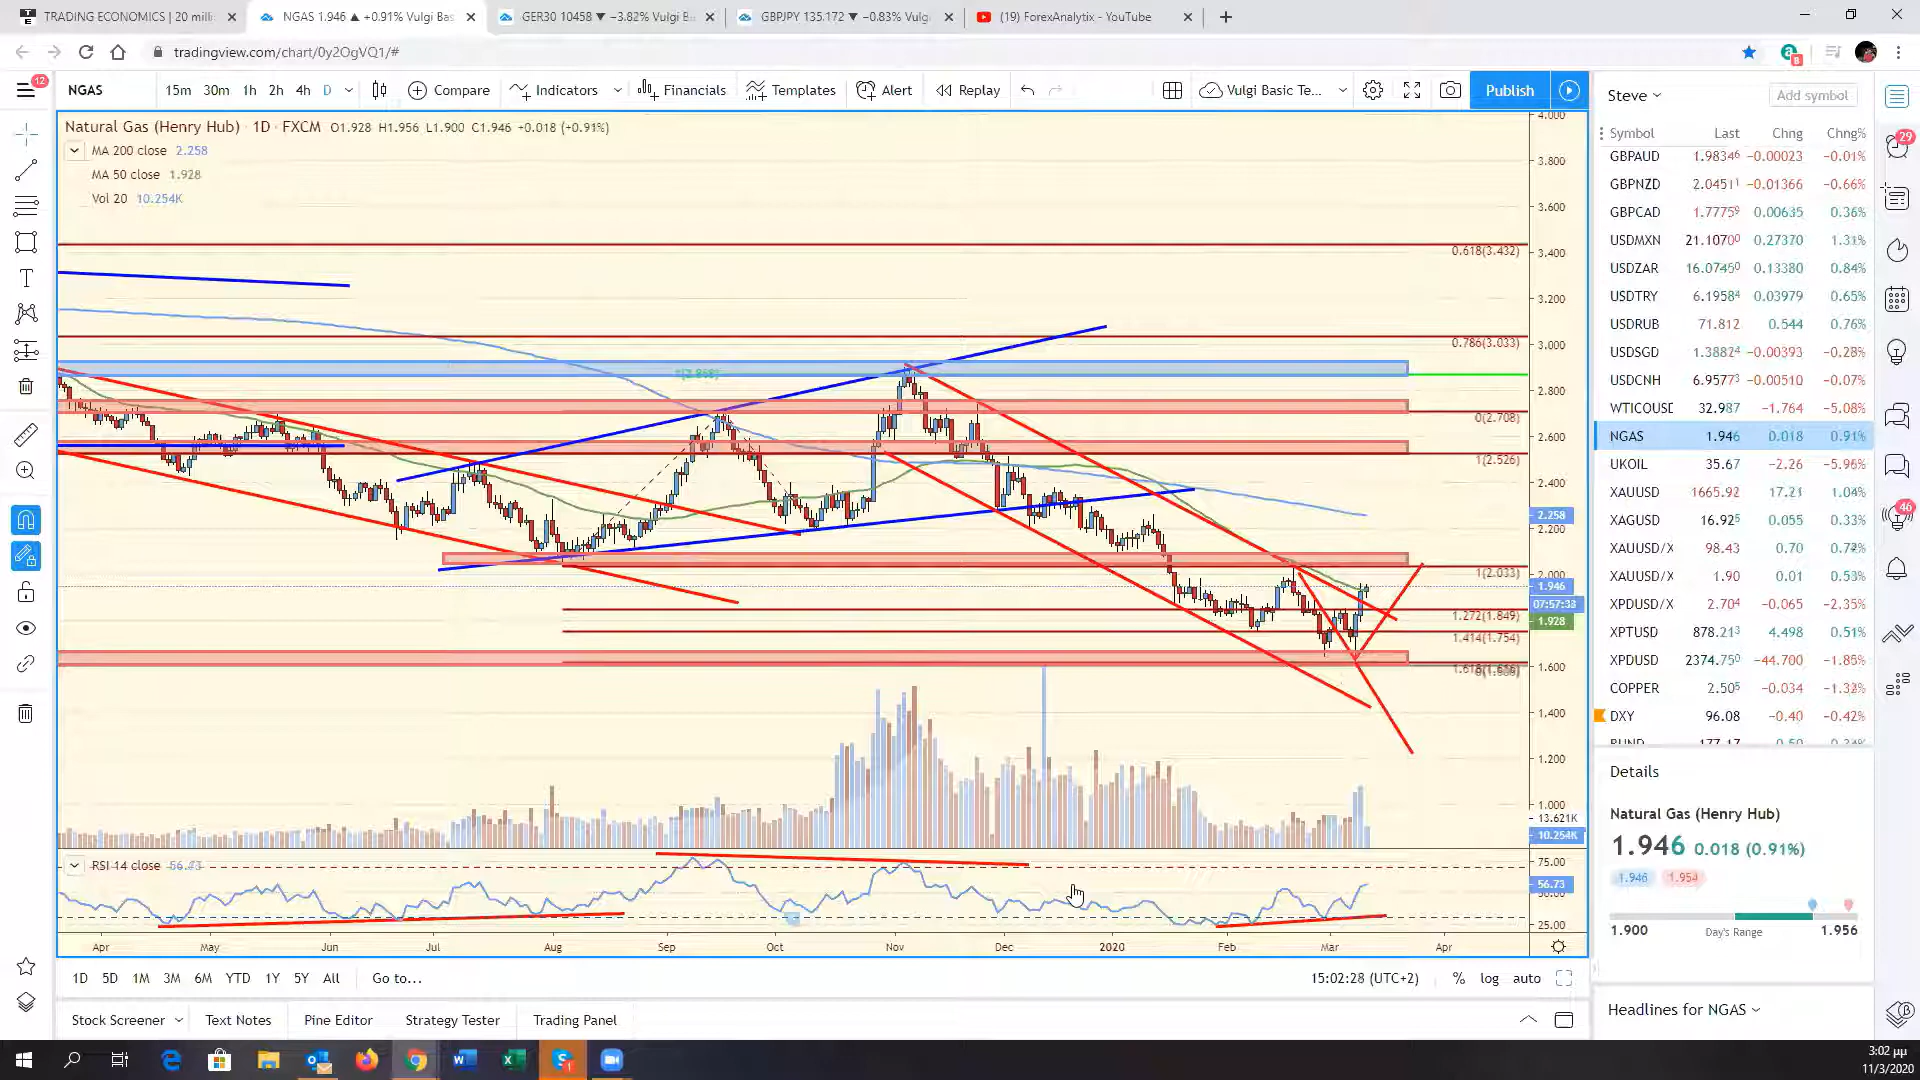 TRADING ECONOMICS | 20 milli
NGAS 1.946 ▲ +0.91% Vulgi Bas
GER30 10458 ▼ −3.82% Vulgi B
GBPJPY 135.172 ▼ −0.83% Vulg
(19) ForexAnalytix - YouTube
tradingview.com/chart/0y2OgVQ1/#
12
NGAS 15m 30m 1h 2h 4h D Compare Indicators Financials Templates Alert Replay Vulgi Basic Te... Publish
Steve Add symbol
Natural Gas (Henry Hub) · 1D · FXCM O1.928 H1.956 L1.900 C1.946 +0.018 (+0.91%)
MA 200 close 2.258
MA 50 close 1.928
Vol 20 10.254K
4.000
3.800
3.600
0.618(3.432)
3.400
3.200
3.000
0.786(3.033)
2.800
0(2.708)
2.600
1(2.526)
2.400
2.258
2.200
2.000
1(2.033)
1.946
07:57:33
1.928
1.272(1.849)
1.414(1.754)
1.600
1.400
1.200
1.000
13.621K
10.254K
RSI 14 close 56.73
75.00
56.73
25.00
Apr May Jun Jul Aug Sep Oct Nov Dec 2020 Feb Mar Apr
1D 5D 1M 3M 6M YTD 1Y 5Y All Go to... 15:02:28 (UTC+2) % log auto
Stock Screener Text Notes Pine Editor Strategy Tester Trading Panel
Symbol Last Chng Chng%
GBPAUD 1.98346 −0.00023 −0.01%
GBPNZD 2.04511 −0.01366 −0.66%
GBPCAD 1.77759 0.00635 0.36%
USDMXN 21.10700 0.27370 1.31%
USDZAR 16.07450 0.13380 0.84%
USDTRY 6.19584 0.03979 0.65%
USDRUB 71.812 0.544 0.76%
USDSGD 1.38824 −0.00393 −0.28%
USDCNH 6.95773 −0.00510 −0.07%
WTICOUSD 32.987 −1.764 −5.08%
NGAS 1.946 0.018 0.91%
UKOIL 35.67 −2.26 −5.96%
XAUUSD 1665.92 17.21 1.04%
XAGUSD 16.925 0.055 0.33%
XAUUSD/X 98.43 0.70 0.72%
XAUUSD/X 1.90 0.01 0.53%
XPDUSD/X 2.704 −0.065 −2.35%
XPTUSD 878.213 4.498 0.51%
XPDUSD 2374.750 −44.700 −1.85%
COPPER 2.505 −0.034 −1.32%
DXY 96.08 −0.40 −0.42%
Details
Natural Gas (Henry Hub)
1.946 0.018 (0.91%)
1.946 1.954
1.900 Day's Range 1.956
Headlines for NGAS
29
46
3:02 μμ
11/3/2020